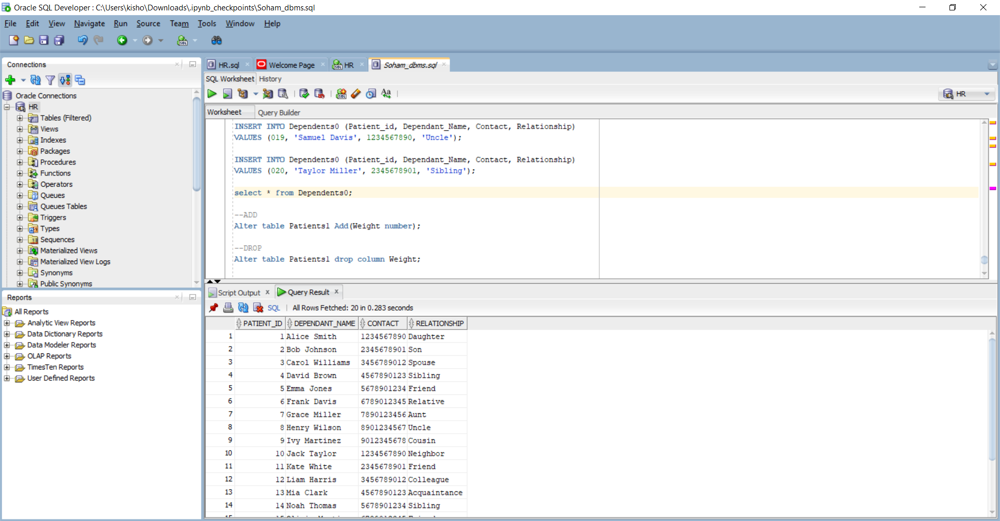 Oracle SQL Developer : C:\Users\kisho\Downloads\.ipynb_checkpoints\Soham_dbms.sql
File Edit View Navigate Run Source Team Tools Window Help
Connections
Oracle Connections
HR
Tables (Filtered)
Views
Indexes
Packages
Procedures
Functions
Operators
Queues
Queues Tables
Triggers
Types
Sequences
Materialized Views
Materialized View Logs
Synonyms
Public Synonyms
Reports
All Reports
Analytic View Reports
Data Dictionary Reports
Data Modeler Reports
OLAP Reports
TimesTen Reports
User Defined Reports
HR.sql Welcome Page HR Soham_dbms.sql
SQL Worksheet History
HR
Worksheet Query Builder
INSERT INTO Dependents0 (Patient_id, Dependant_Name, Contact, Relationship)
VALUES (019, 'Samuel Davis', 1234567890, 'Uncle');
INSERT INTO Dependents0 (Patient_id, Dependant_Name, Contact, Relationship)
VALUES (020, 'Taylor Miller', 2345678901, 'Sibling');
select * from Dependents0;
--ADD
Alter table Patients1 Add(Weight number);
--DROP
Alter table Patients1 drop column Weight;
Script Output Query Result
SQL All Rows Fetched: 20 in 0.283 seconds
PATIENT_ID DEPENDANT_NAME CONTACT RELATIONSHIP
1 1 Alice Smith 1234567890 Daughter
2 2 Bob Johnson 2345678901 Son
3 3 Carol Williams 3456789012 Spouse
4 4 David Brown 4567890123 Sibling
5 5 Emma Jones 5678901234 Friend
6 6 Frank Davis 6789012345 Relative
7 7 Grace Miller 7890123456 Aunt
8 8 Henry Wilson 8901234567 Uncle
9 9 Ivy Martinez 9012345678 Cousin
10 10 Jack Taylor 1234567890 Neighbor
11 11 Kate White 2345678901 Friend
12 12 Liam Harris 3456789012 Colleague
13 13 Mia Clark 4567890123 Acquaintance
14 14 Noah Thomas 5678901234 Sibling